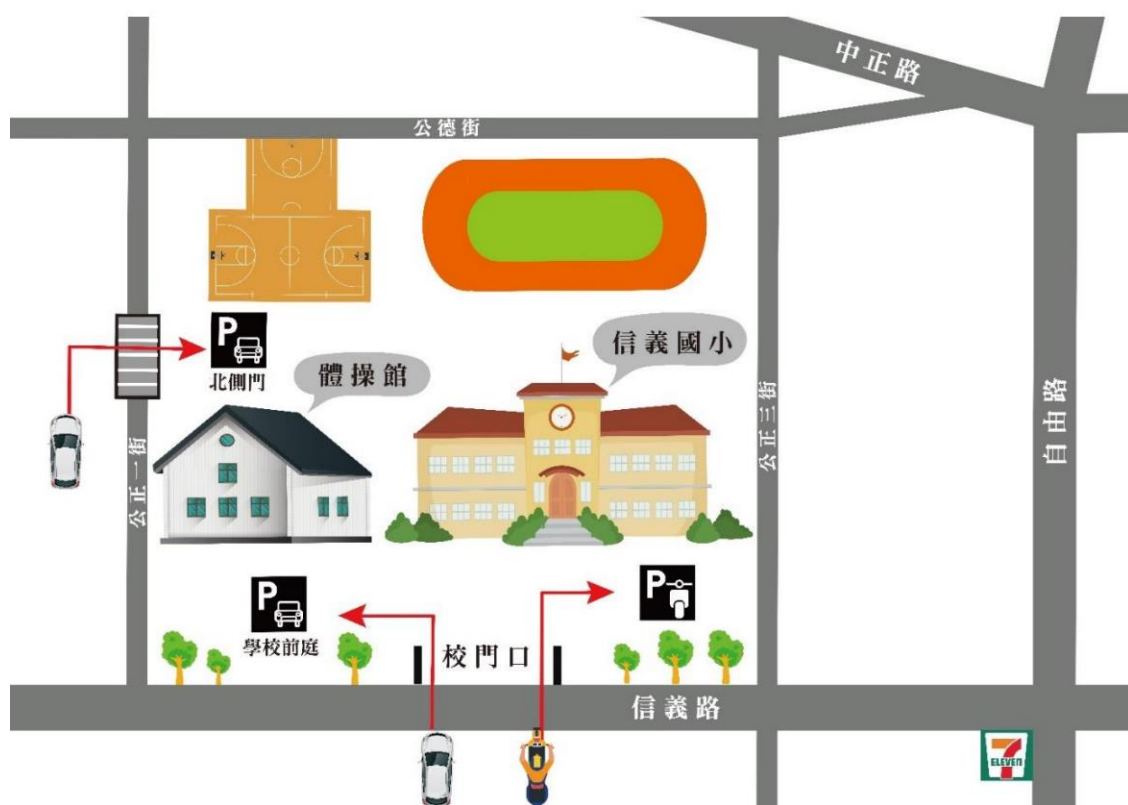 中正路
公德街
P
北側門
體操館
信義國小
公正一街
公正三街
自由路
P
學校前庭
P
校門口
信義路
7
ELEVEN